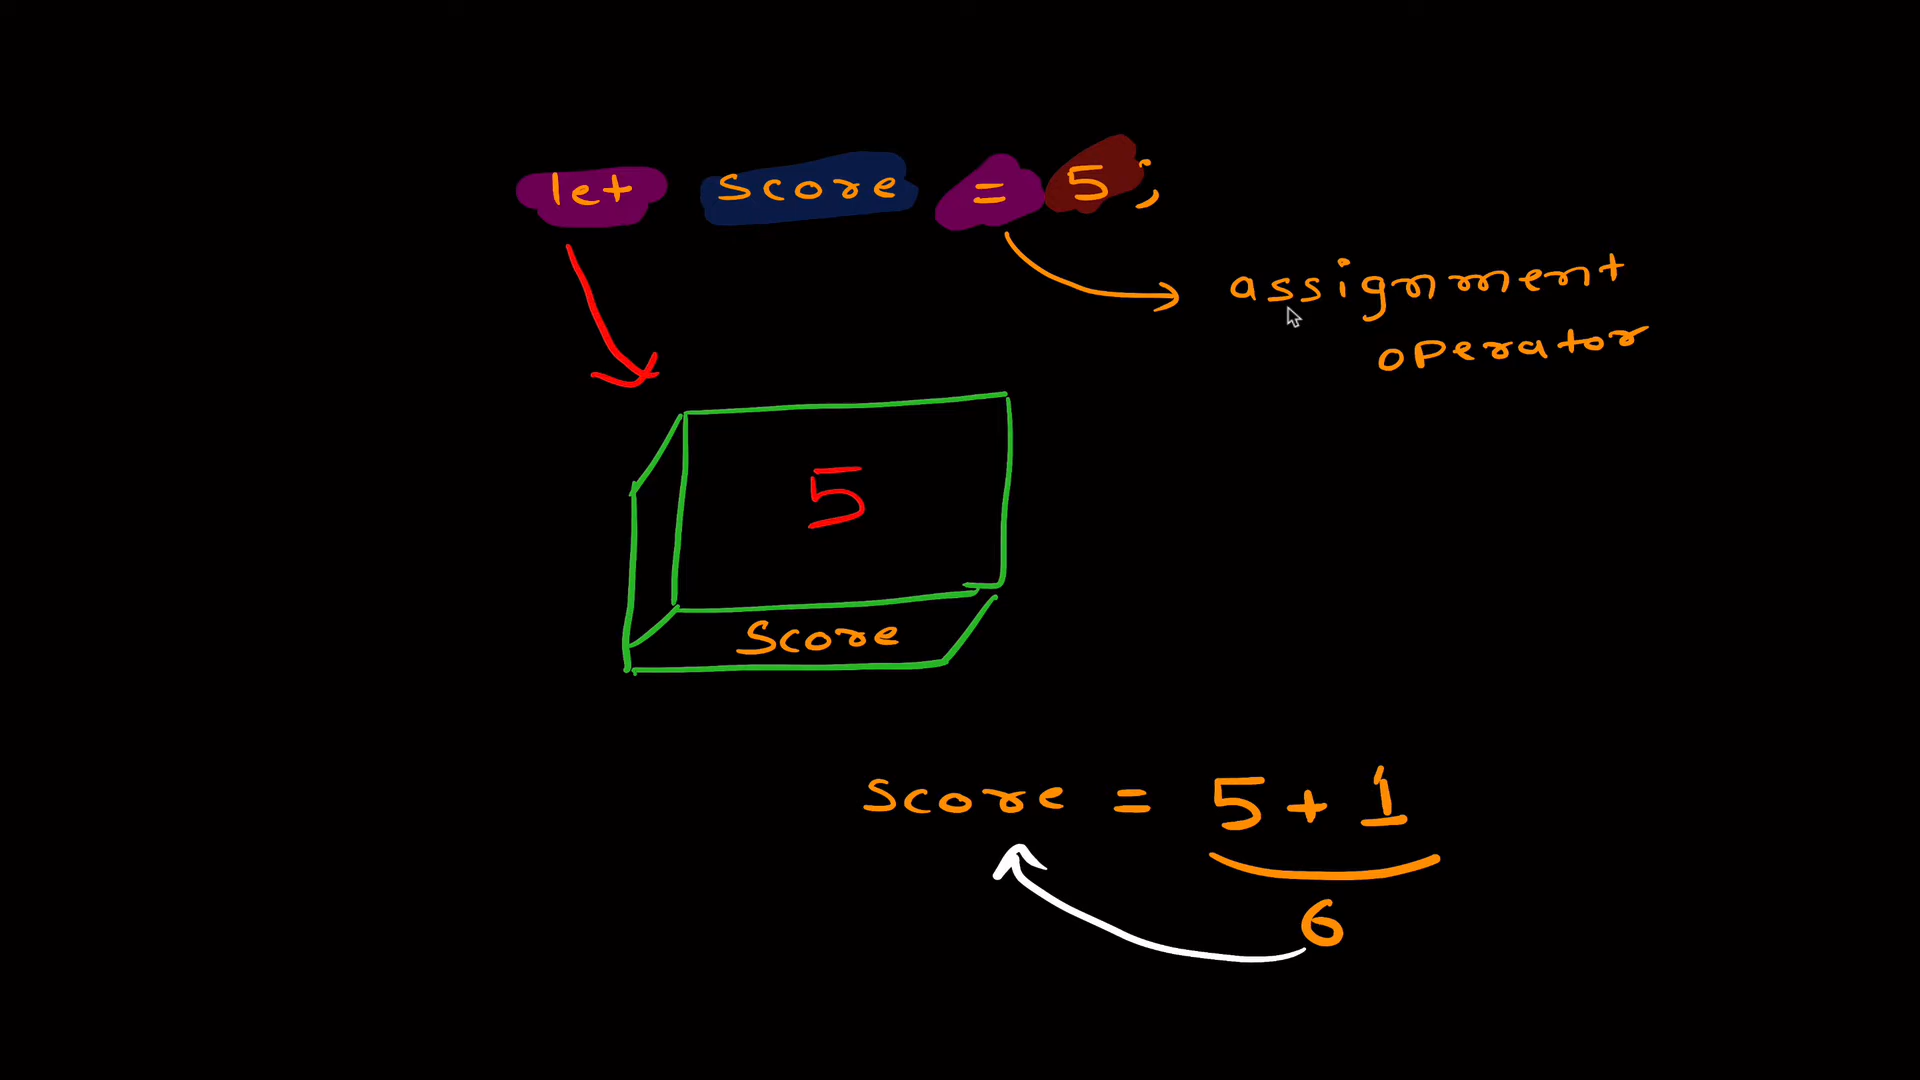 let score = 5;
assignment
operator
5
Score
Score = 5 + 1
6